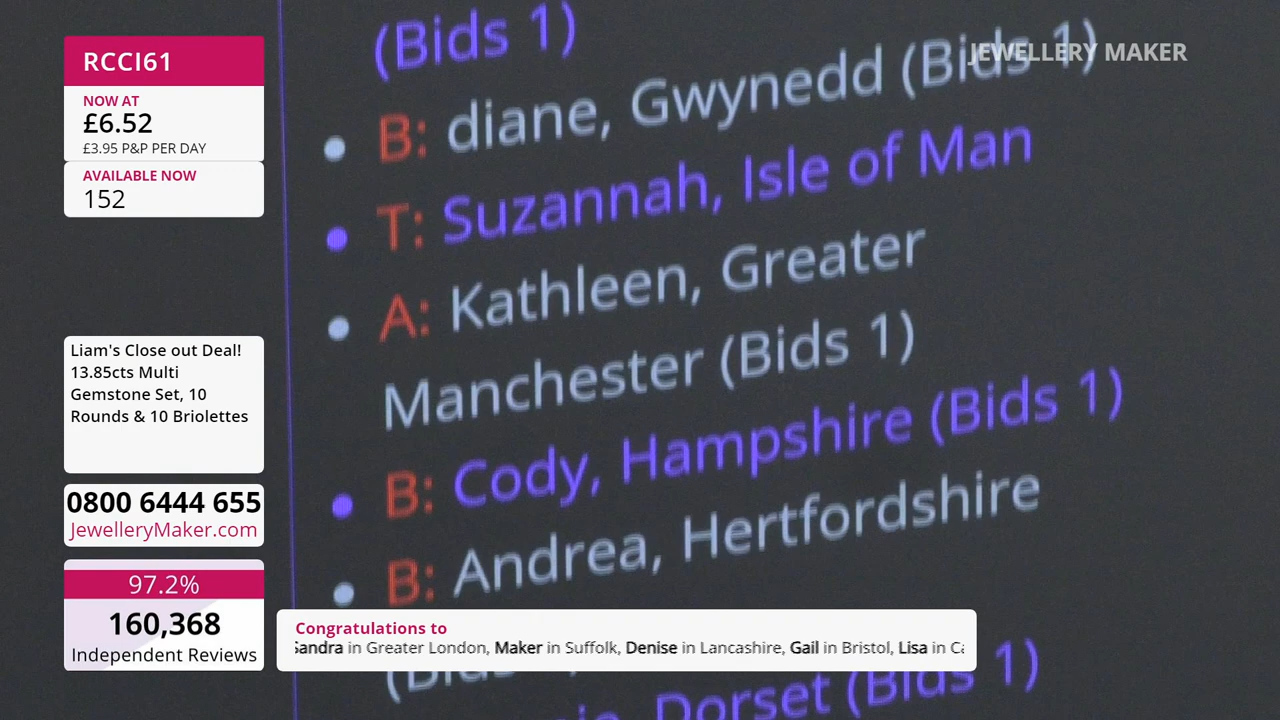 RCCI61
NOW AT
£6.52
£3.95 P&P PER DAY
AVAILABLE NOW
152
Liam's Close out Deal!
13.85cts Multi
Gemstone Set, 10
Rounds & 10 Briolettes
0800 6444 655
JewelleryMaker.com
97.2%
160,368
Independent Reviews
JEWELLERY MAKER
(Bids 1)
• B: diane, Gwynedd (Bids 1)
• T: Suzannah, Isle of Man
• A: Kathleen, Greater
Manchester (Bids 1)
• B: Cody, Hampshire (Bids 1)
• B: Andrea, Hertfordshire
Dorset (Bids 1)
Congratulations to
Sandra in Greater London, Maker in Suffolk, Denise in Lancashire, Gail in Bristol, Lisa in